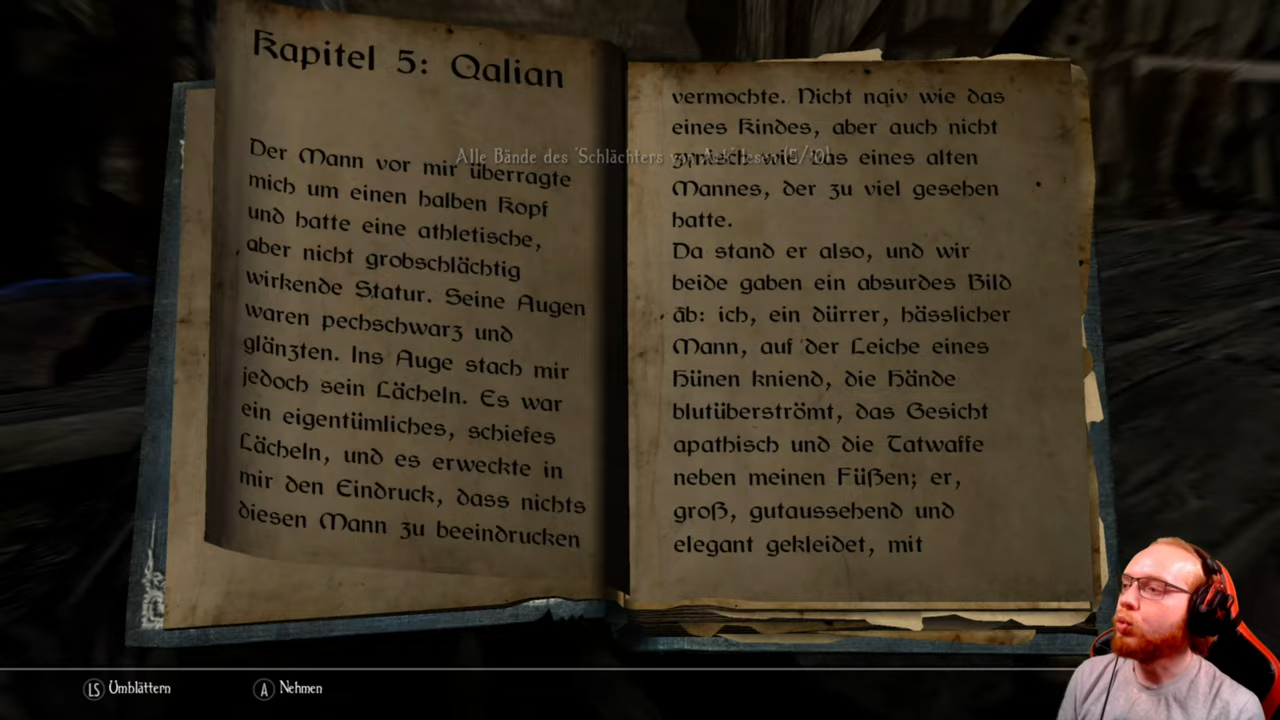 Kapitel 5: Qalian
Der Mann vor mir überragte
mich um einen halben Kopf
und hatte eine athletische,
aber nicht grobschlächtig
wirkende Statur. Seine Augen
waren pechschwarz und
glänzten. Ins Auge stach mir
jedoch sein Lächeln. Es war
ein eigentümliches, schiefes
Lächeln, und es erweckte in
mir den Eindruck, dass nichts
diesen Mann zu beeindrucken
vermochte. Nicht naiv wie das
eines Kindes, aber auch nicht
zynisch wie das eines alten
Mannes, der zu viel gesehen
hatte.
Da stand er also, und wir
beide gaben ein absurdes Bild
ab: ich, ein dürrer, hässlicher
Mann, auf der Leiche eines
Hünen kniend, die Hände
blutüberströmt, das Gesicht
apathisch und die Tatwaffe
neben meinen Füßen; er,
groß, gutaussehend und
elegant gekleidet, mit
Alle Bände des 'Schlächters (5/10)
LS Umblättern
A Nehmen